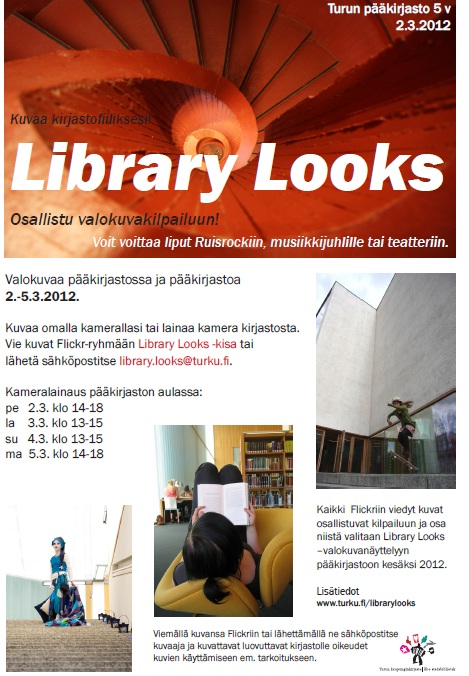 Turun pääkirjasto 5 v
2.3.2012
Kuvaa kirjastofiiliksesi!
Library Looks
Osallistu valokuvakilpailuun!
Voit voittaa liput Ruisrockiin, musiikkijuhlille tai teatteriin.
Valokuvaa pääkirjastossa ja pääkirjastoa
2.-5.3.2012.
Kuvaa omalla kamerallasi tai lainaa kamera kirjastosta.
Vie kuvat Flickr-ryhmään Library Looks -kisa tai
lähetä sähköpostitse library.looks@turku.fi.
Kameralainaus pääkirjaston aulassa:
pe 2.3. klo 14-18
la 3.3. klo 13-15
su 4.3. klo 13-15
ma 5.3. klo 14-18
Kaikki Flickriin viedyt kuvat
osallistuvat kilpailuun ja osa
niistä valitaan Library Looks
–valokuvanäyttelyyn
pääkirjastoon kesäksi 2012.
Lisätiedot
www.turku.fi/librarylooks
Viemällä kuvansa Flickriin tai lähettämällä ne sähköpostitse
kuvaaja ja kuvattavat luovuttavat kirjastolle oikeudet
kuvien käyttämiseen em. tarkoitukseen.